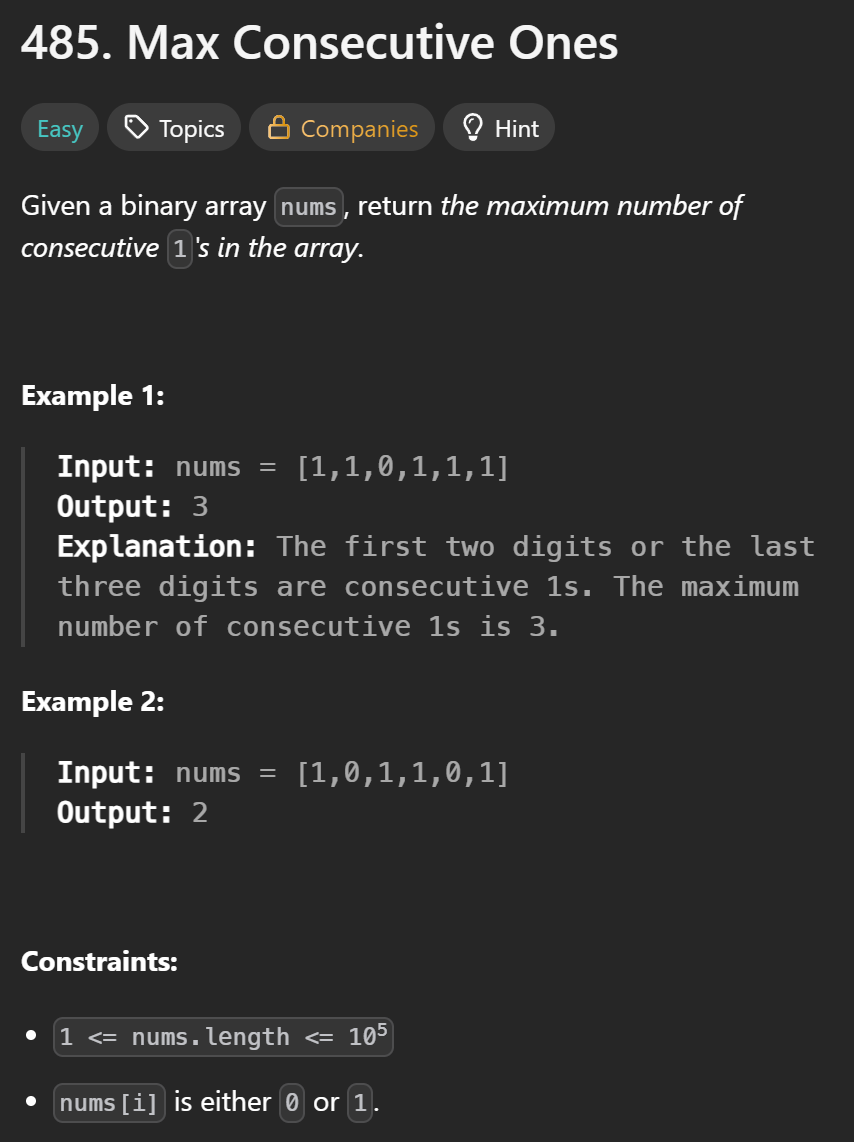 485. Max Consecutive Ones
Easy Topics Companies Hint
Given a binary array nums, return the maximum number of
consecutive 1's in the array.
Example 1:
Input: nums = [1,1,0,1,1,1]
Output: 3
Explanation: The first two digits or the last
three digits are consecutive 1s. The maximum
number of consecutive 1s is 3.
Example 2:
Input: nums = [1,0,1,1,0,1]
Output: 2
Constraints:
• 1 <= nums.length <= 10⁵
• nums[i] is either 0 or 1.